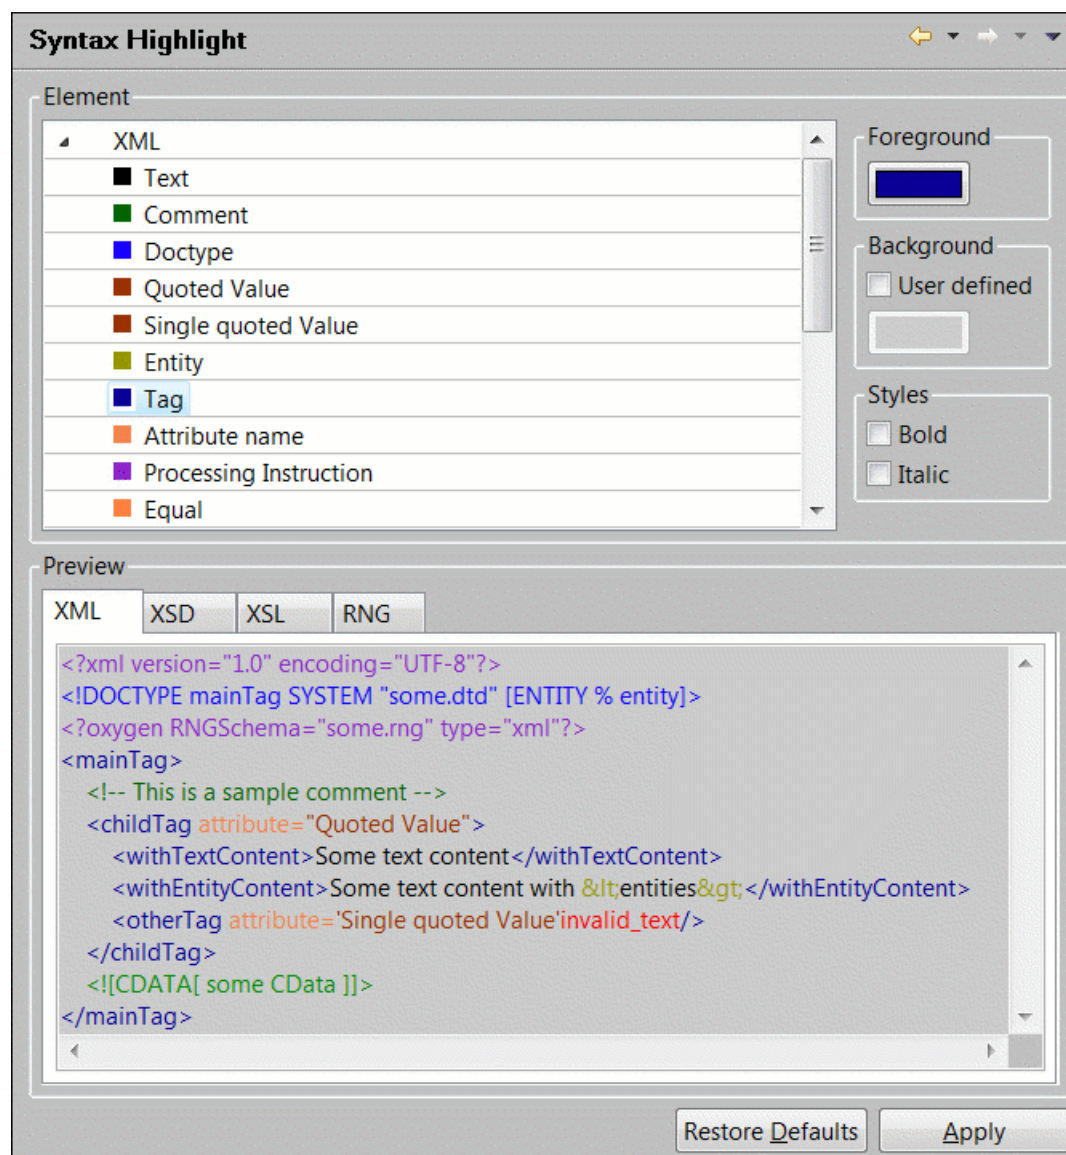 Syntax Highlight
Element
XML
Text
Comment
Doctype
Quoted Value
Single quoted Value
Entity
Tag
Attribute name
Processing Instruction
Equal
Foreground
Background
User defined
Styles
Bold
Italic
Preview
XML XSD XSL RNG
<?xml version="1.0" encoding="UTF-8"?>
<!DOCTYPE mainTag SYSTEM "some.dtd" [ENTITY % entity]>
<?oxygen RNGSchema="some.rng" type="xml"?>
<mainTag>
<!-- This is a sample comment -->
<childTag attribute="Quoted Value">
<withTextContent>Some text content</withTextContent>
<withEntityContent>Some text content with &lt;entities&gt;</withEntityContent>
<otherTag attribute='Single quoted Value'invalid_text/>
</childTag>
<![CDATA[ some CData ]]>
</mainTag>
Restore Defaults Apply